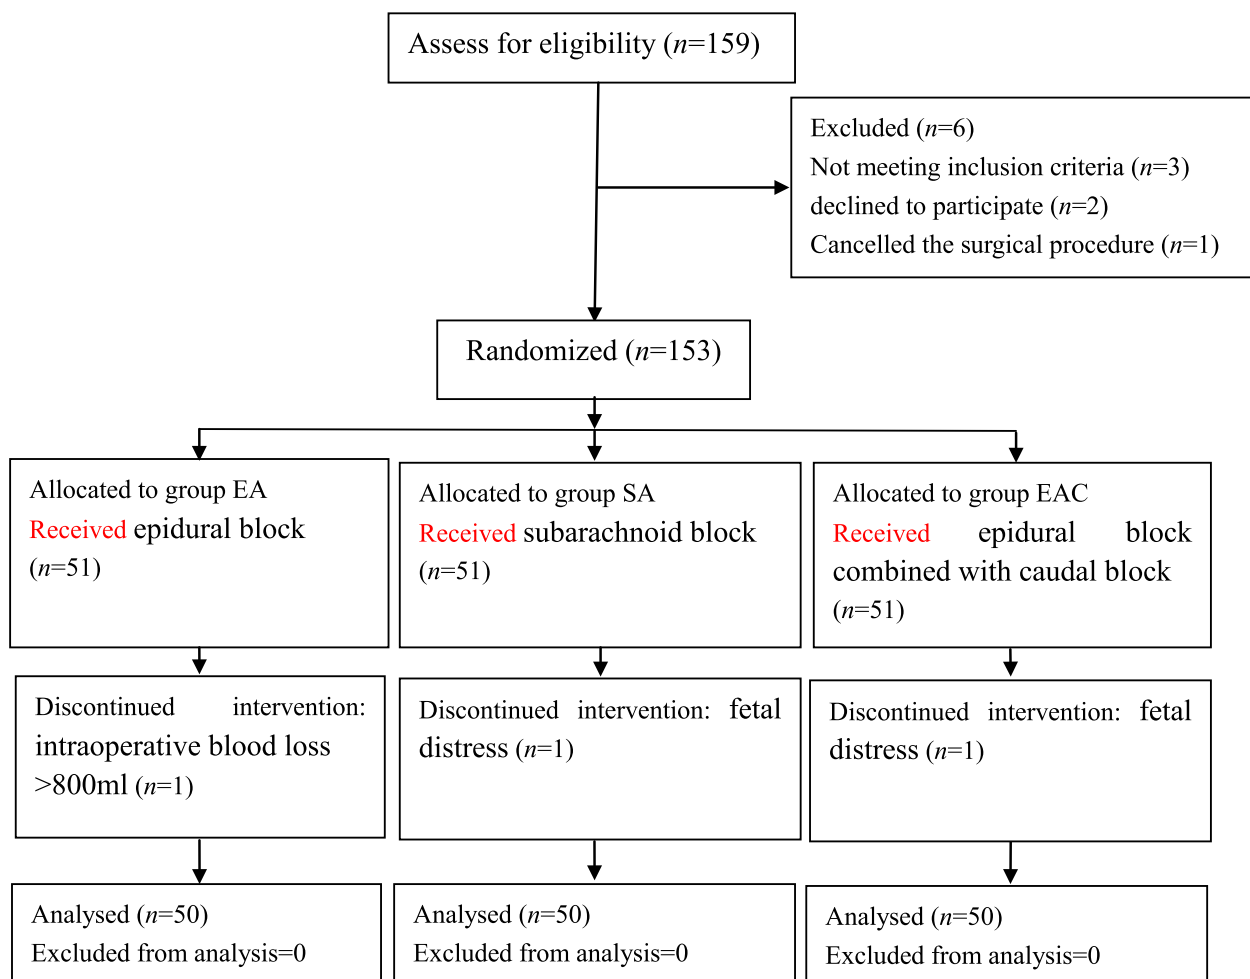 Assess for eligibility (n=159)
Excluded (n=6)
Not meeting inclusion criteria (n=3)
declined to participate (n=2)
Cancelled the surgical procedure (n=1)
Randomized (n=153)
Allocated to group EA
Received epidural block
(n=51)
Allocated to group SA
Received subarachnoid block
(n=51)
Allocated to group EAC
Received epidural block
combined with caudal block
(n=51)
Discontinued intervention:
intraoperative blood loss
>800ml (n=1)
Discontinued intervention: fetal
distress (n=1)
Discontinued intervention: fetal
distress (n=1)
Analysed (n=50)
Excluded from analysis=0
Analysed (n=50)
Excluded from analysis=0
Analysed (n=50)
Excluded from analysis=0